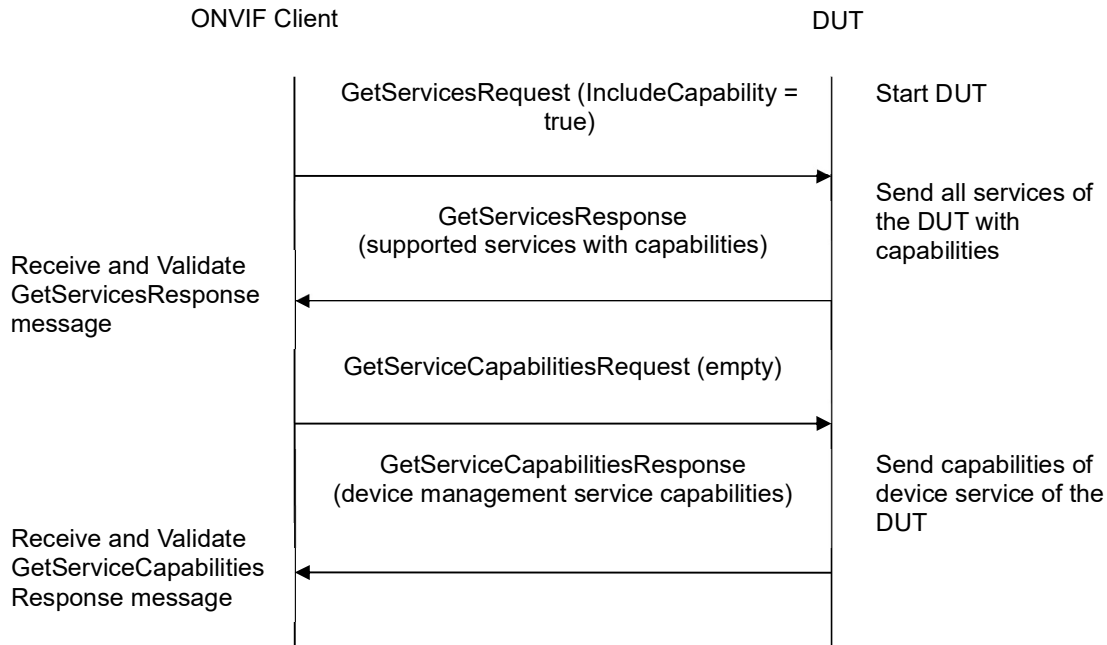 ONVIF Client
DUT
GetServicesRequest (IncludeCapability =
true)
Start DUT
Send all services of
the DUT with
capabilities
GetServicesResponse
(supported services with capabilities)
Receive and Validate
GetServicesResponse
message
GetServiceCapabilitiesRequest (empty)
GetServiceCapabilitiesResponse
(device management service capabilities)
Send capabilities of
device service of the
DUT
Receive and Validate
GetServiceCapabilities
Response message